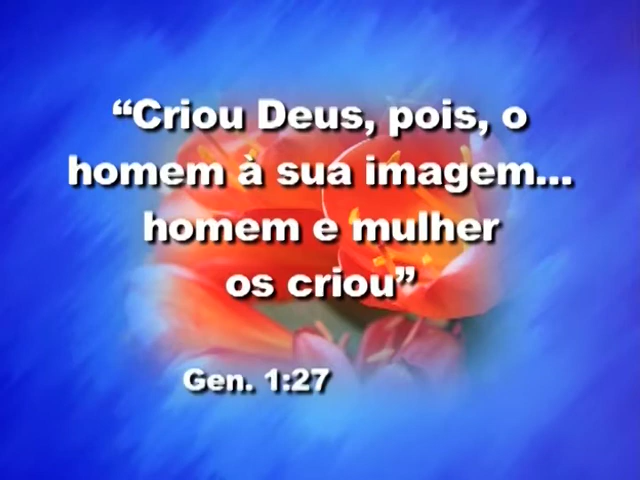 “Criou Deus, pois, o
homem à sua imagem...
homem e mulher
os criou”
Gen. 1:27